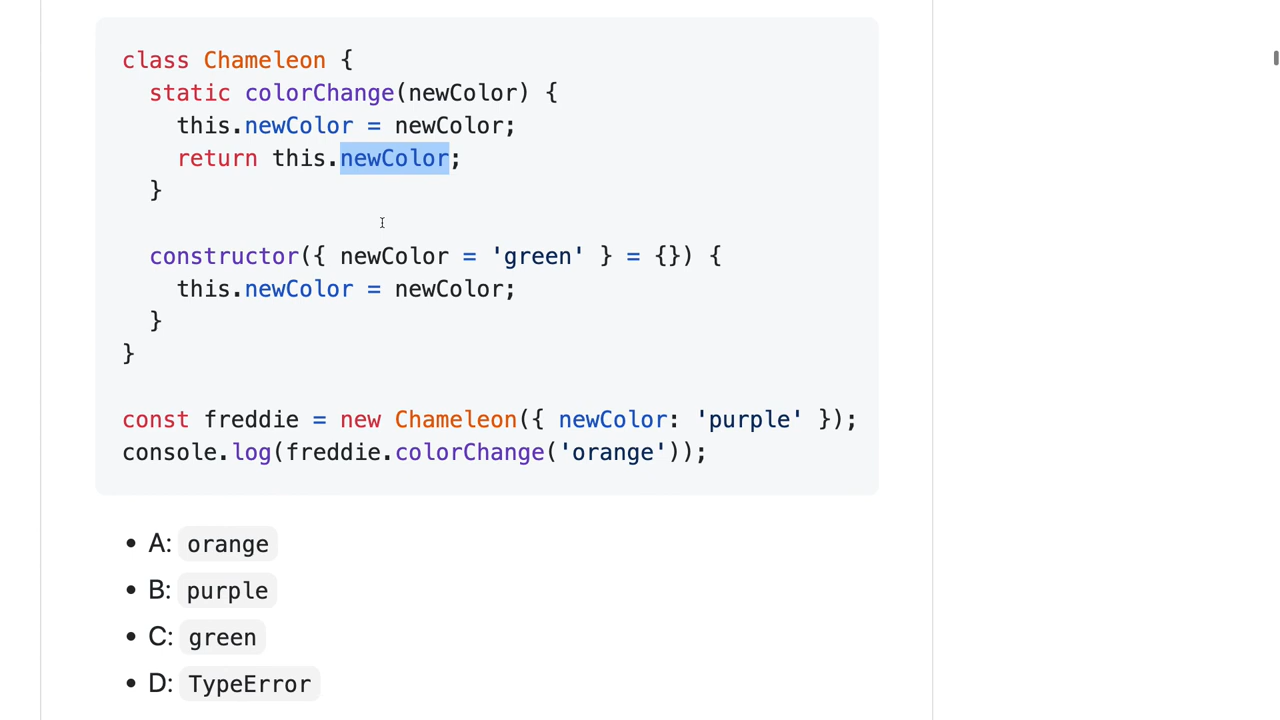 class Chameleon {
  static colorChange(newColor) {
    this.newColor = newColor;
    return this.newColor;
  }

  constructor({ newColor = 'green' } = {}) {
    this.newColor = newColor;
  }
}

const freddie = new Chameleon({ newColor: 'purple' });
console.log(freddie.colorChange('orange'));

• A: orange
• B: purple
• C: green
• D: TypeError